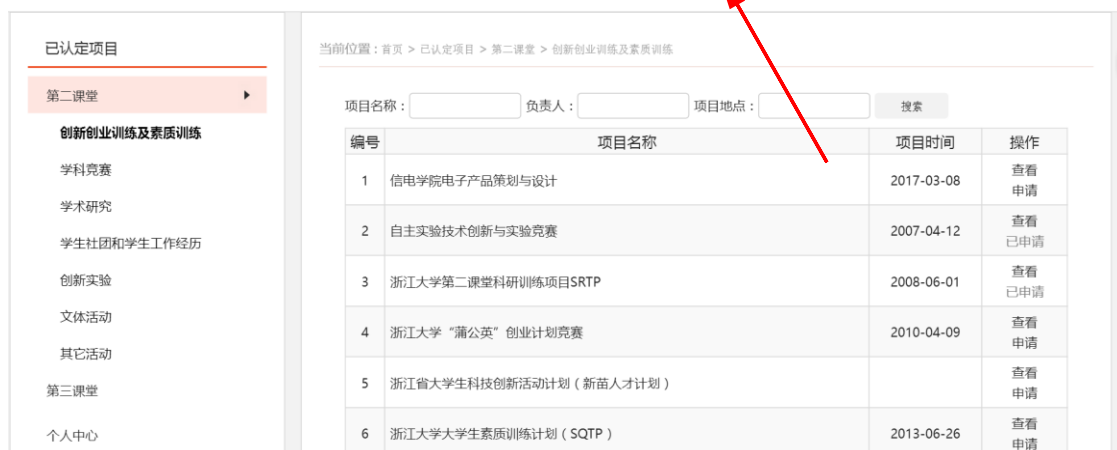 已认定项目
第二课堂
创新创业训练及素质训练
学科竞赛
学术研究
学生社团和学生工作经历
创新实验
文体活动
其它活动
第三课堂
个人中心
当前位置：首页 > 已认定项目 > 第二课堂 > 创新创业训练及素质训练
项目名称： 负责人： 项目地点： 搜索
编号 项目名称 项目时间 操作
1 信电学院电子产品策划与设计 2017-03-08 查看
申请
2 自主实验技术创新与实验竞赛 2007-04-12 查看
已申请
3 浙江大学第二课堂科研训练项目SRTP 2008-06-01 查看
已申请
4 浙江大学“蒲公英”创业计划竞赛 2010-04-09 查看
申请
5 浙江省大学生科技创新活动计划（新苗人才计划） 查看
申请
6 浙江大学大学生素质训练计划（SQTP） 2013-06-26 查看
申请